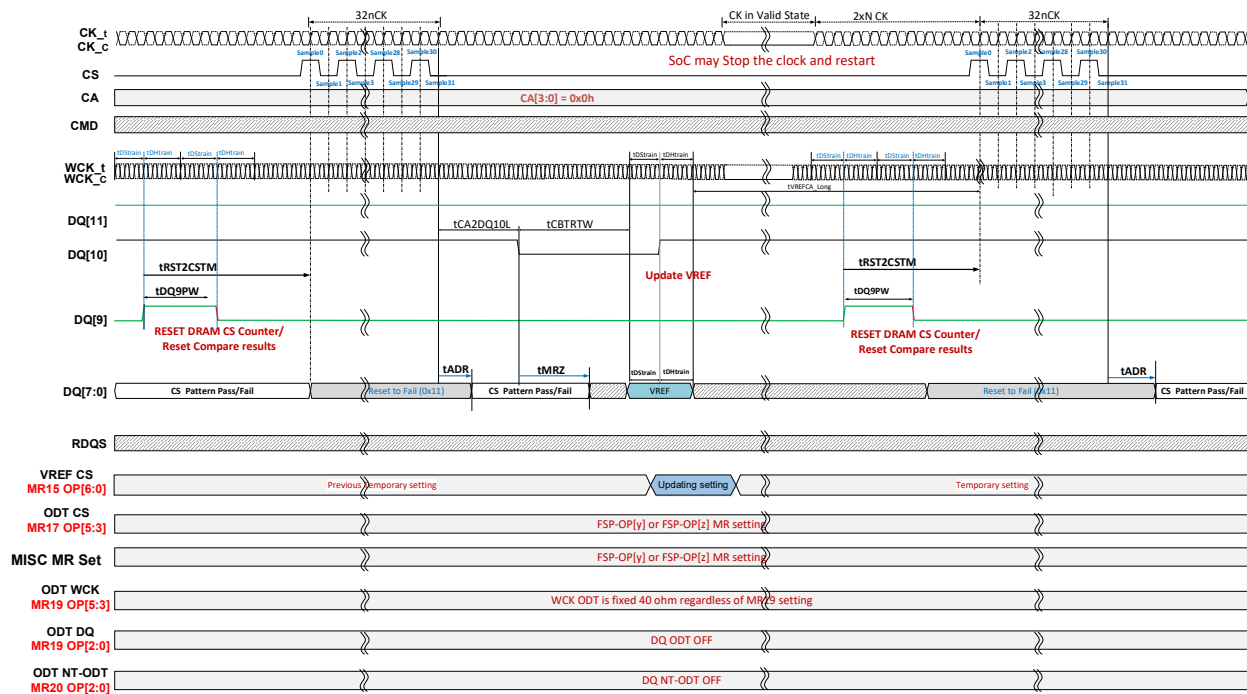 32nCK
CK in Valid State
2xN CK
32nCK
CK_t
CK_c
Sample0
Sample2
Sample28
Sample30
SoC may Stop the clock and restart
Sample0
Sample2
Sample28
Sample30
CS
Sample1
Sample3
Sample29
Sample31
Sample1
Sample3
Sample29
Sample31
CA
CA[3:0] = 0x0h
CMD
tDStrain
tDHtrain
tDStrain
tDHtrain
tDStrain
tDHtrain
tDStrain
tDHtrain
tDStrain
tDHtrain
WCK_t
WCK_c
tVREFCA_Long
DQ[11]
tCA2DQ10L
tCBTRTW
DQ[10]
Update VREF
tRST2CSTM
tRST2CSTM
tDQ9PW
tDQ9PW
DQ[9]
RESET DRAM CS Counter/
Reset Compare results
RESET DRAM CS Counter/
Reset Compare results
tADR
tMRZ
tDStrain
tDHtrain
tADR
DQ[7:0]
CS Pattern Pass/Fail
Reset to Fail (0x11)
CS Pattern Pass/Fail
VREF
Reset to Fail (0x11)
CS Pattern Pass/Fail
RDQS
VREF CS
MR15 OP[6:0]
Previous Temporary setting
Updating setting
Temporary setting
ODT CS
MR17 OP[5:3]
FSP-OP[y] or FSP-OP[z] MR setting
MISC MR Set
FSP-OP[y] or FSP-OP[z] MR setting
ODT WCK
MR19 OP[5:3]
WCK ODT is fixed 40 ohm regardless of MR19 setting
ODT DQ
MR19 OP[2:0]
DQ ODT OFF
ODT NT-ODT
MR20 OP[2:0]
DQ NT-ODT OFF